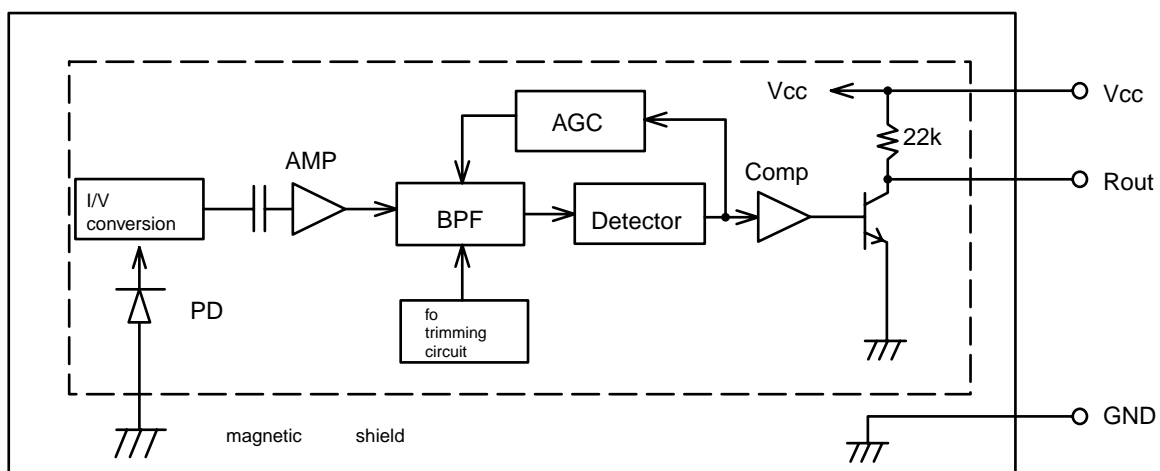 Vcc
Vcc
AGC
22k
AMP
Comp
Rout
I/V
conversion
BPF
Detector
PD
fo
trimming
circuit
GND
magnetic shield